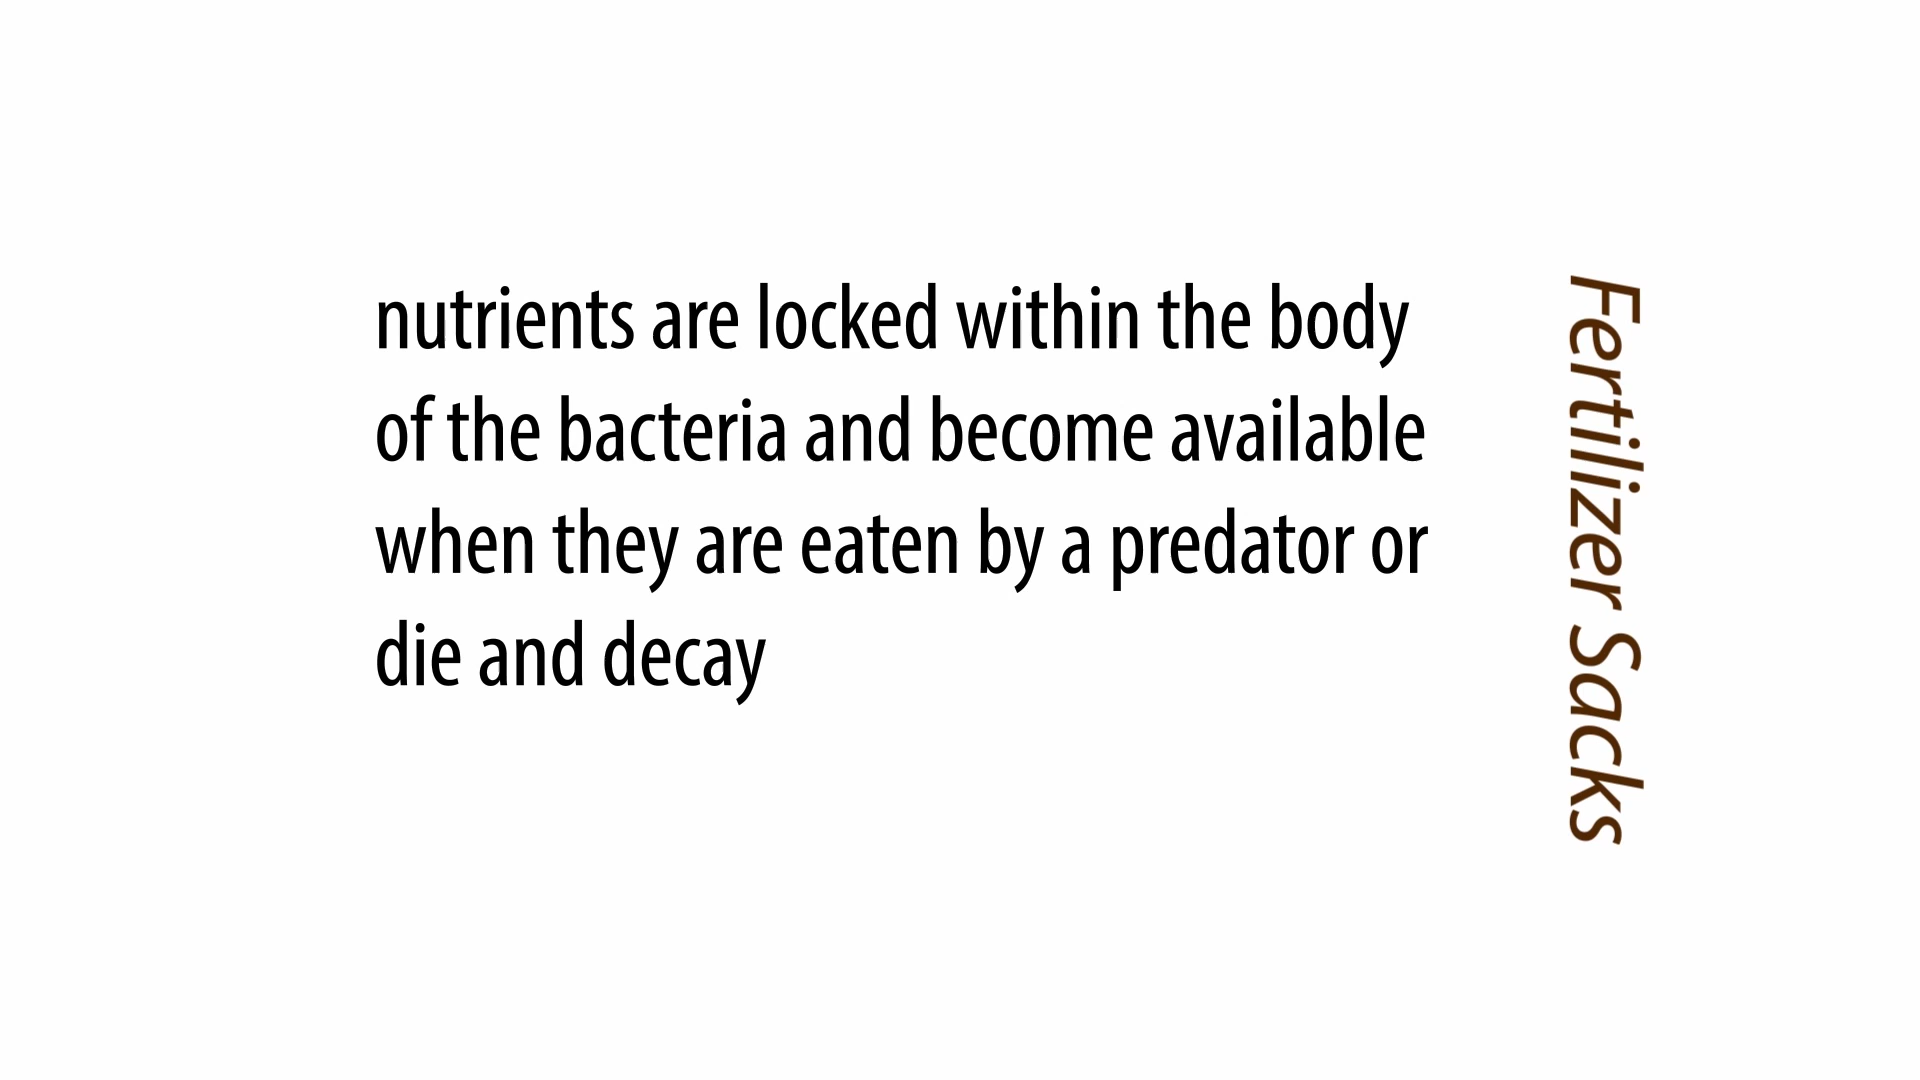 nutrients are locked within the body
of the bacteria and become available
when they are eaten by a predator or
die and decay
Fertilizer Sacks